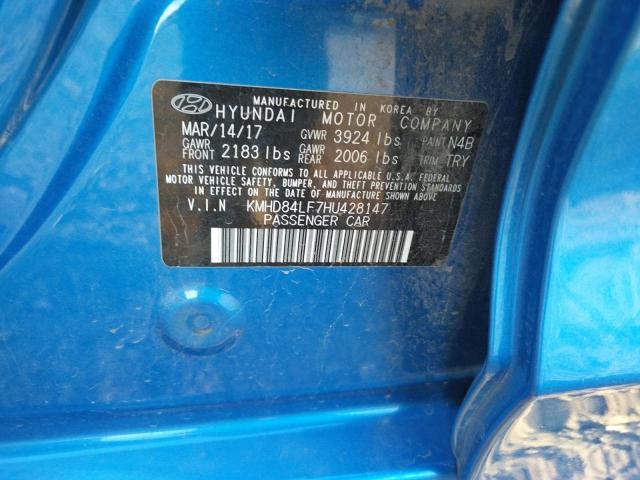 MANUFACTURED IN KOREA BY
HYUNDAI MOTOR COMPANY
MAR/14/17 GVWR 3924 lbs PAINT N4B
GAWR FRONT 2183 lbs GAWR REAR 2006 lbs TRIM TRY
THIS VEHICLE CONFORMS TO ALL APPLICABLE U.S.A. FEDERAL
MOTOR VEHICLE SAFETY, BUMPER, AND THEFT PREVENTION STANDARDS
IN EFFECT ON THE DATE OF MANUFACTURE SHOWN ABOVE.
V.I.N KMHD84LF7HU428147
PASSENGER CAR